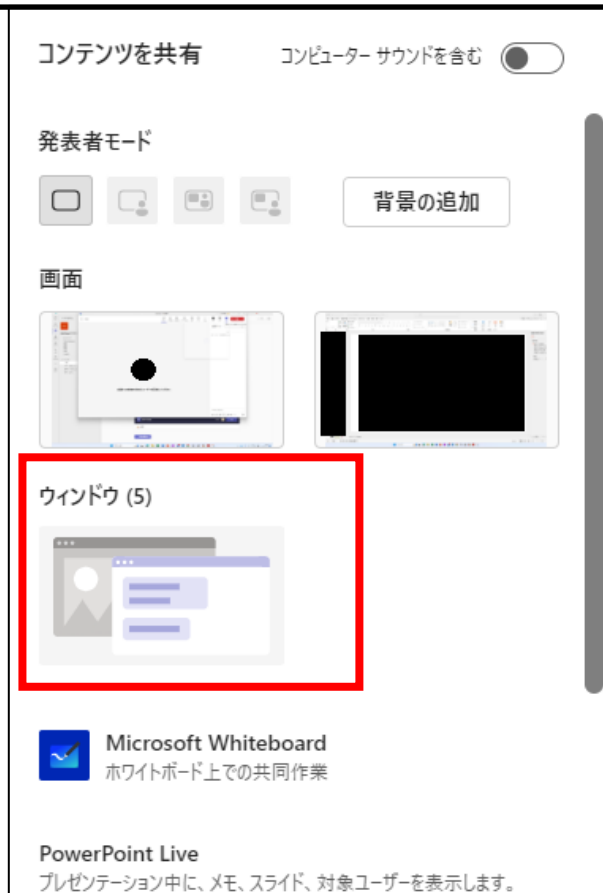 コンテンツを共有 コンピューター サウンドを含む
発表者モード
背景の追加
画面
ウィンドウ (5)
Microsoft Whiteboard
ホワイトボード上での共同作業
PowerPoint Live
プレゼンテーション中に、メモ、スライド、対象ユーザーを表示します。